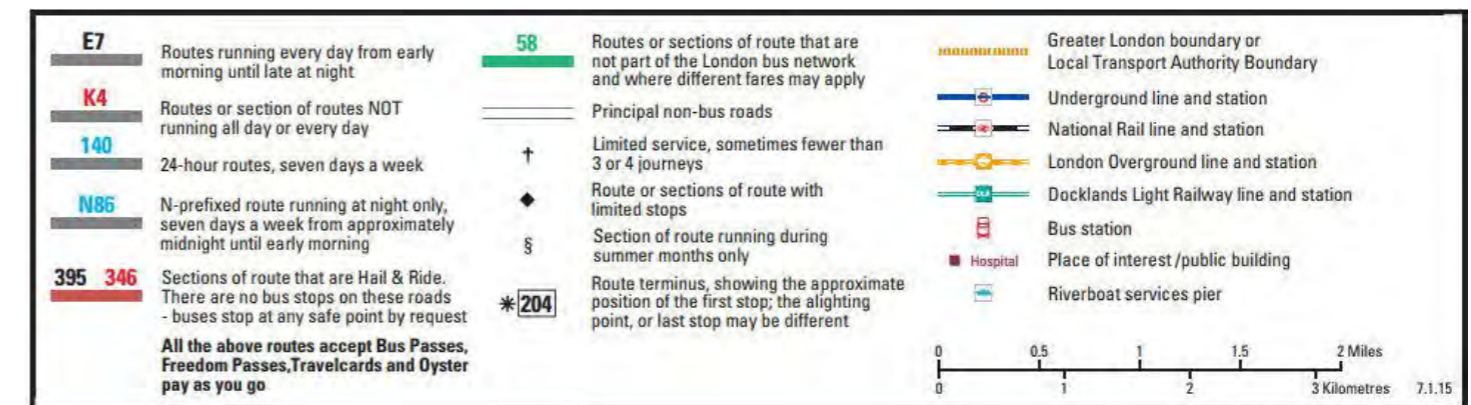 E7
Routes running every day from early
morning until late at night
K4
Routes or section of routes NOT
running all day or every day
140
24-hour routes, seven days a week
N86
N-prefixed route running at night only,
seven days a week from approximately
midnight until early morning
395 346
Sections of route that are Hail & Ride.
There are no bus stops on these roads
- buses stop at any safe point by request
All the above routes accept Bus Passes,
Freedom Passes,Travelcards and Oyster
pay as you go
58
Routes or sections of route that are
not part of the London bus network
and where different fares may apply
Principal non-bus roads
†
Limited service, sometimes fewer than
3 or 4 journeys
◆
Route or sections of route with
limited stops
§
Section of route running during
summer months only
*204
Route terminus, showing the approximate
position of the first stop; the alighting
point, or last stop may be different
Greater London boundary or
Local Transport Authority Boundary
Underground line and station
National Rail line and station
London Overground line and station
DLR
Docklands Light Railway line and station
Bus station
Hospital
Place of interest/public building
Riverboat services pier
0 0.5 1 1.5 2 Miles
0 1 2 3 Kilometres
7.1.15